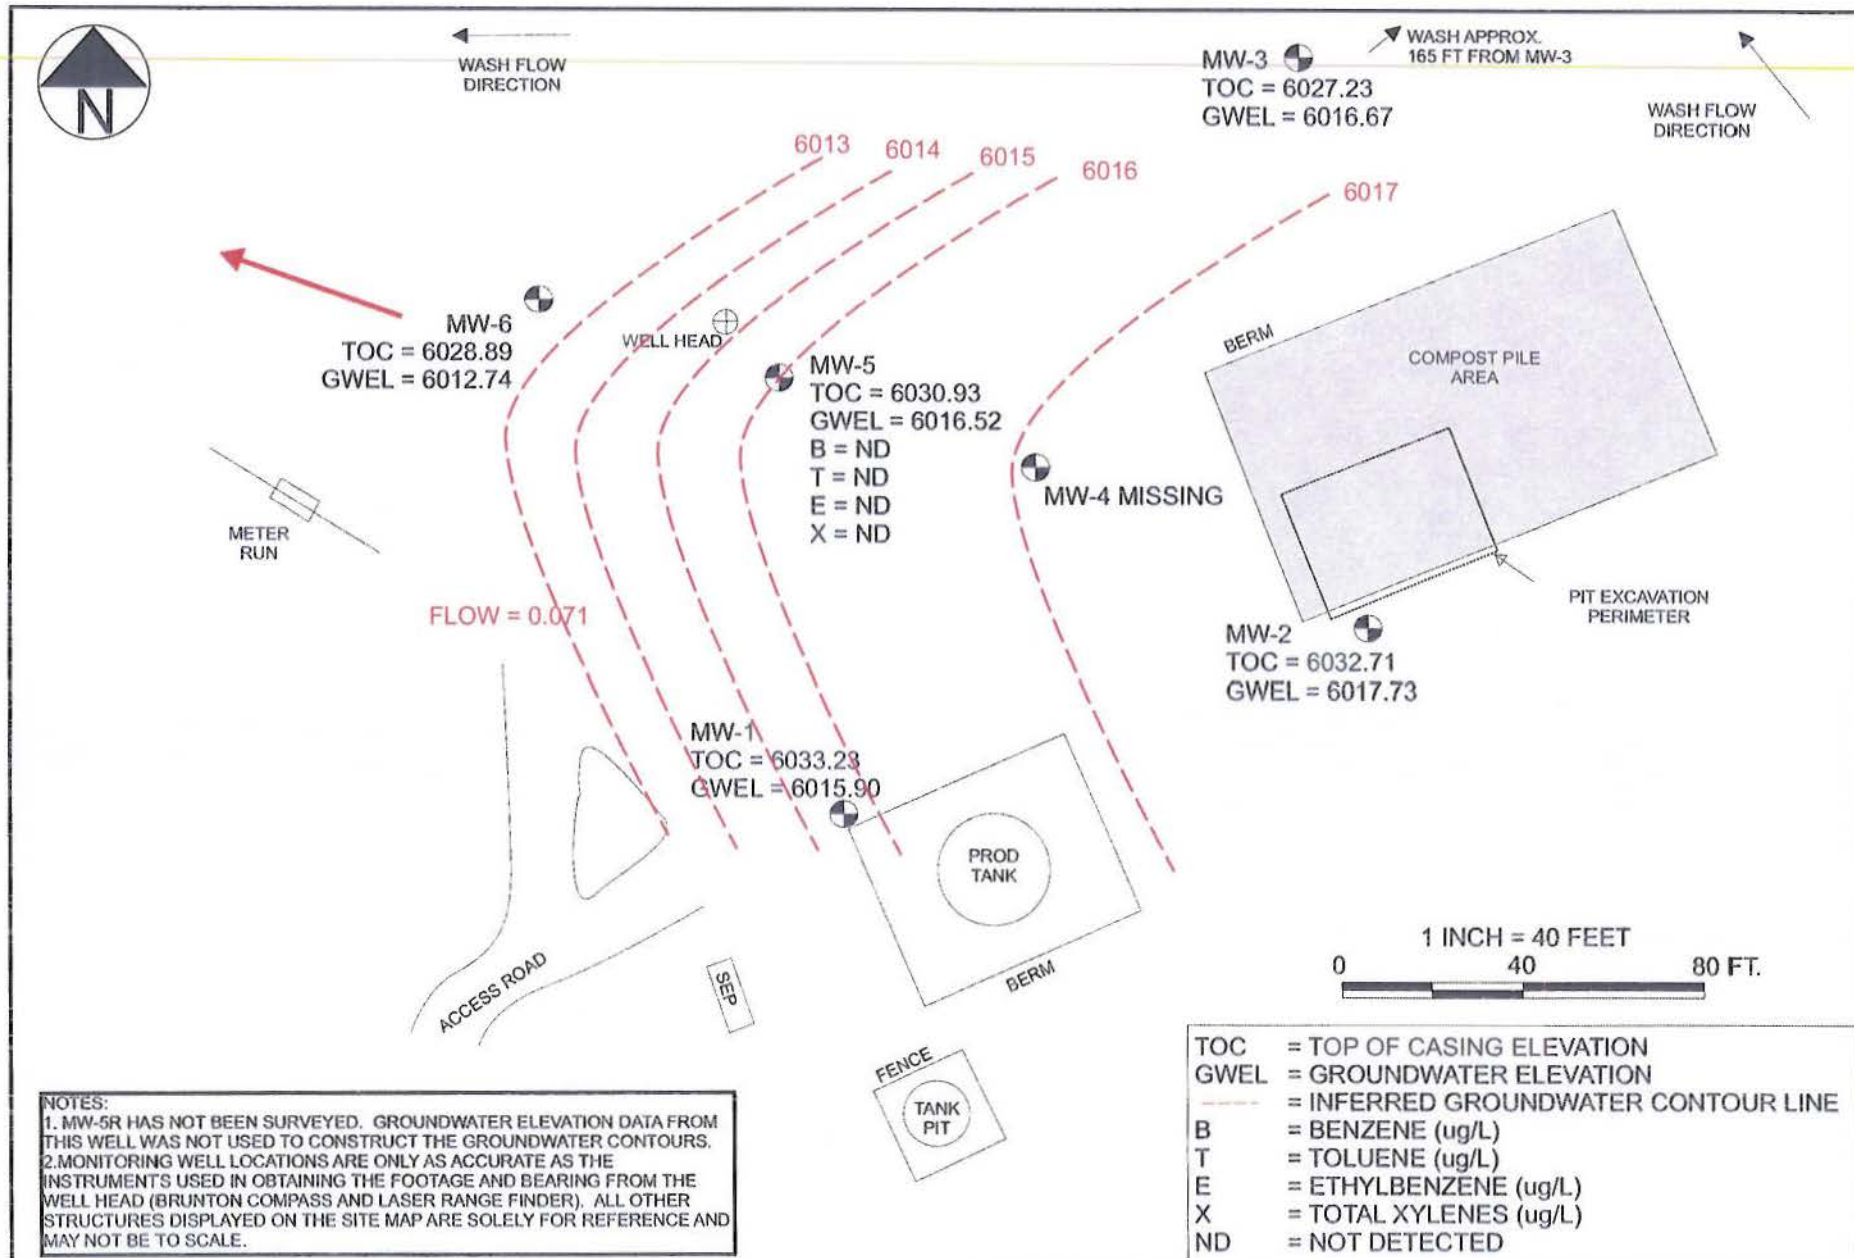 N
WASH FLOW
DIRECTION
MW-3
TOC = 6027.23
GWEL = 6016.67
WASH APPROX.
165 FT FROM MW-3
WASH FLOW
DIRECTION
6013
6014
6015
6016
6017
MW-6
TOC = 6028.89
GWEL = 6012.74
WELL HEAD
MW-5
TOC = 6030.93
GWEL = 6016.52
B = ND
T = ND
E = ND
X = ND
BERM
COMPOST PILE
AREA
MW-4 MISSING
METER
RUN
PIT EXCAVATION
PERIMETER
FLOW = 0.071
MW-2
TOC = 6032.71
GWEL = 6017.73
MW-1
TOC = 6033.23
GWEL = 6015.90
PROD
TANK
BERM
ACCESS ROAD
SEP
FENCE
TANK
PIT
1 INCH = 40 FEET
0 40 80 FT.
NOTES:
1. MW-5R HAS NOT BEEN SURVEYED. GROUNDWATER ELEVATION DATA FROM
THIS WELL WAS NOT USED TO CONSTRUCT THE GROUNDWATER CONTOURS.
2.MONITORING WELL LOCATIONS ARE ONLY AS ACCURATE AS THE
INSTRUMENTS USED IN OBTAINING THE FOOTAGE AND BEARING FROM THE
WELL HEAD (BRUNTON COMPASS AND LASER RANGE FINDER). ALL OTHER
STRUCTURES DISPLAYED ON THE SITE MAP ARE SOLELY FOR REFERENCE AND
MAY NOT BE TO SCALE.
TOC = TOP OF CASING ELEVATION
GWEL = GROUNDWATER ELEVATION
= INFERRED GROUNDWATER CONTOUR LINE
B = BENZENE (ug/L)
T = TOLUENE (ug/L)
E = ETHYLBENZENE (ug/L)
X = TOTAL XYLENES (ug/L)
ND = NOT DETECTED